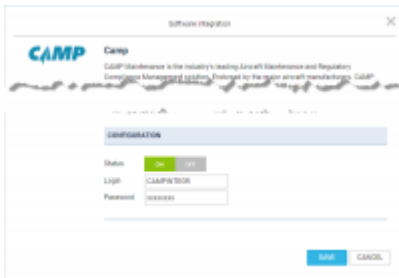 Software integration
CAMP
Camp
CAMP Maintenance is the industry's leading Aircraft Maintenance and Regulatory
Compliance Management solution. Endorsed by the major aircraft manufacturers. CAMP
CONFIGURATION
Status ON OFF
Login CAMPINTEGR
Password xxxxxxxx
SAVE CANCEL